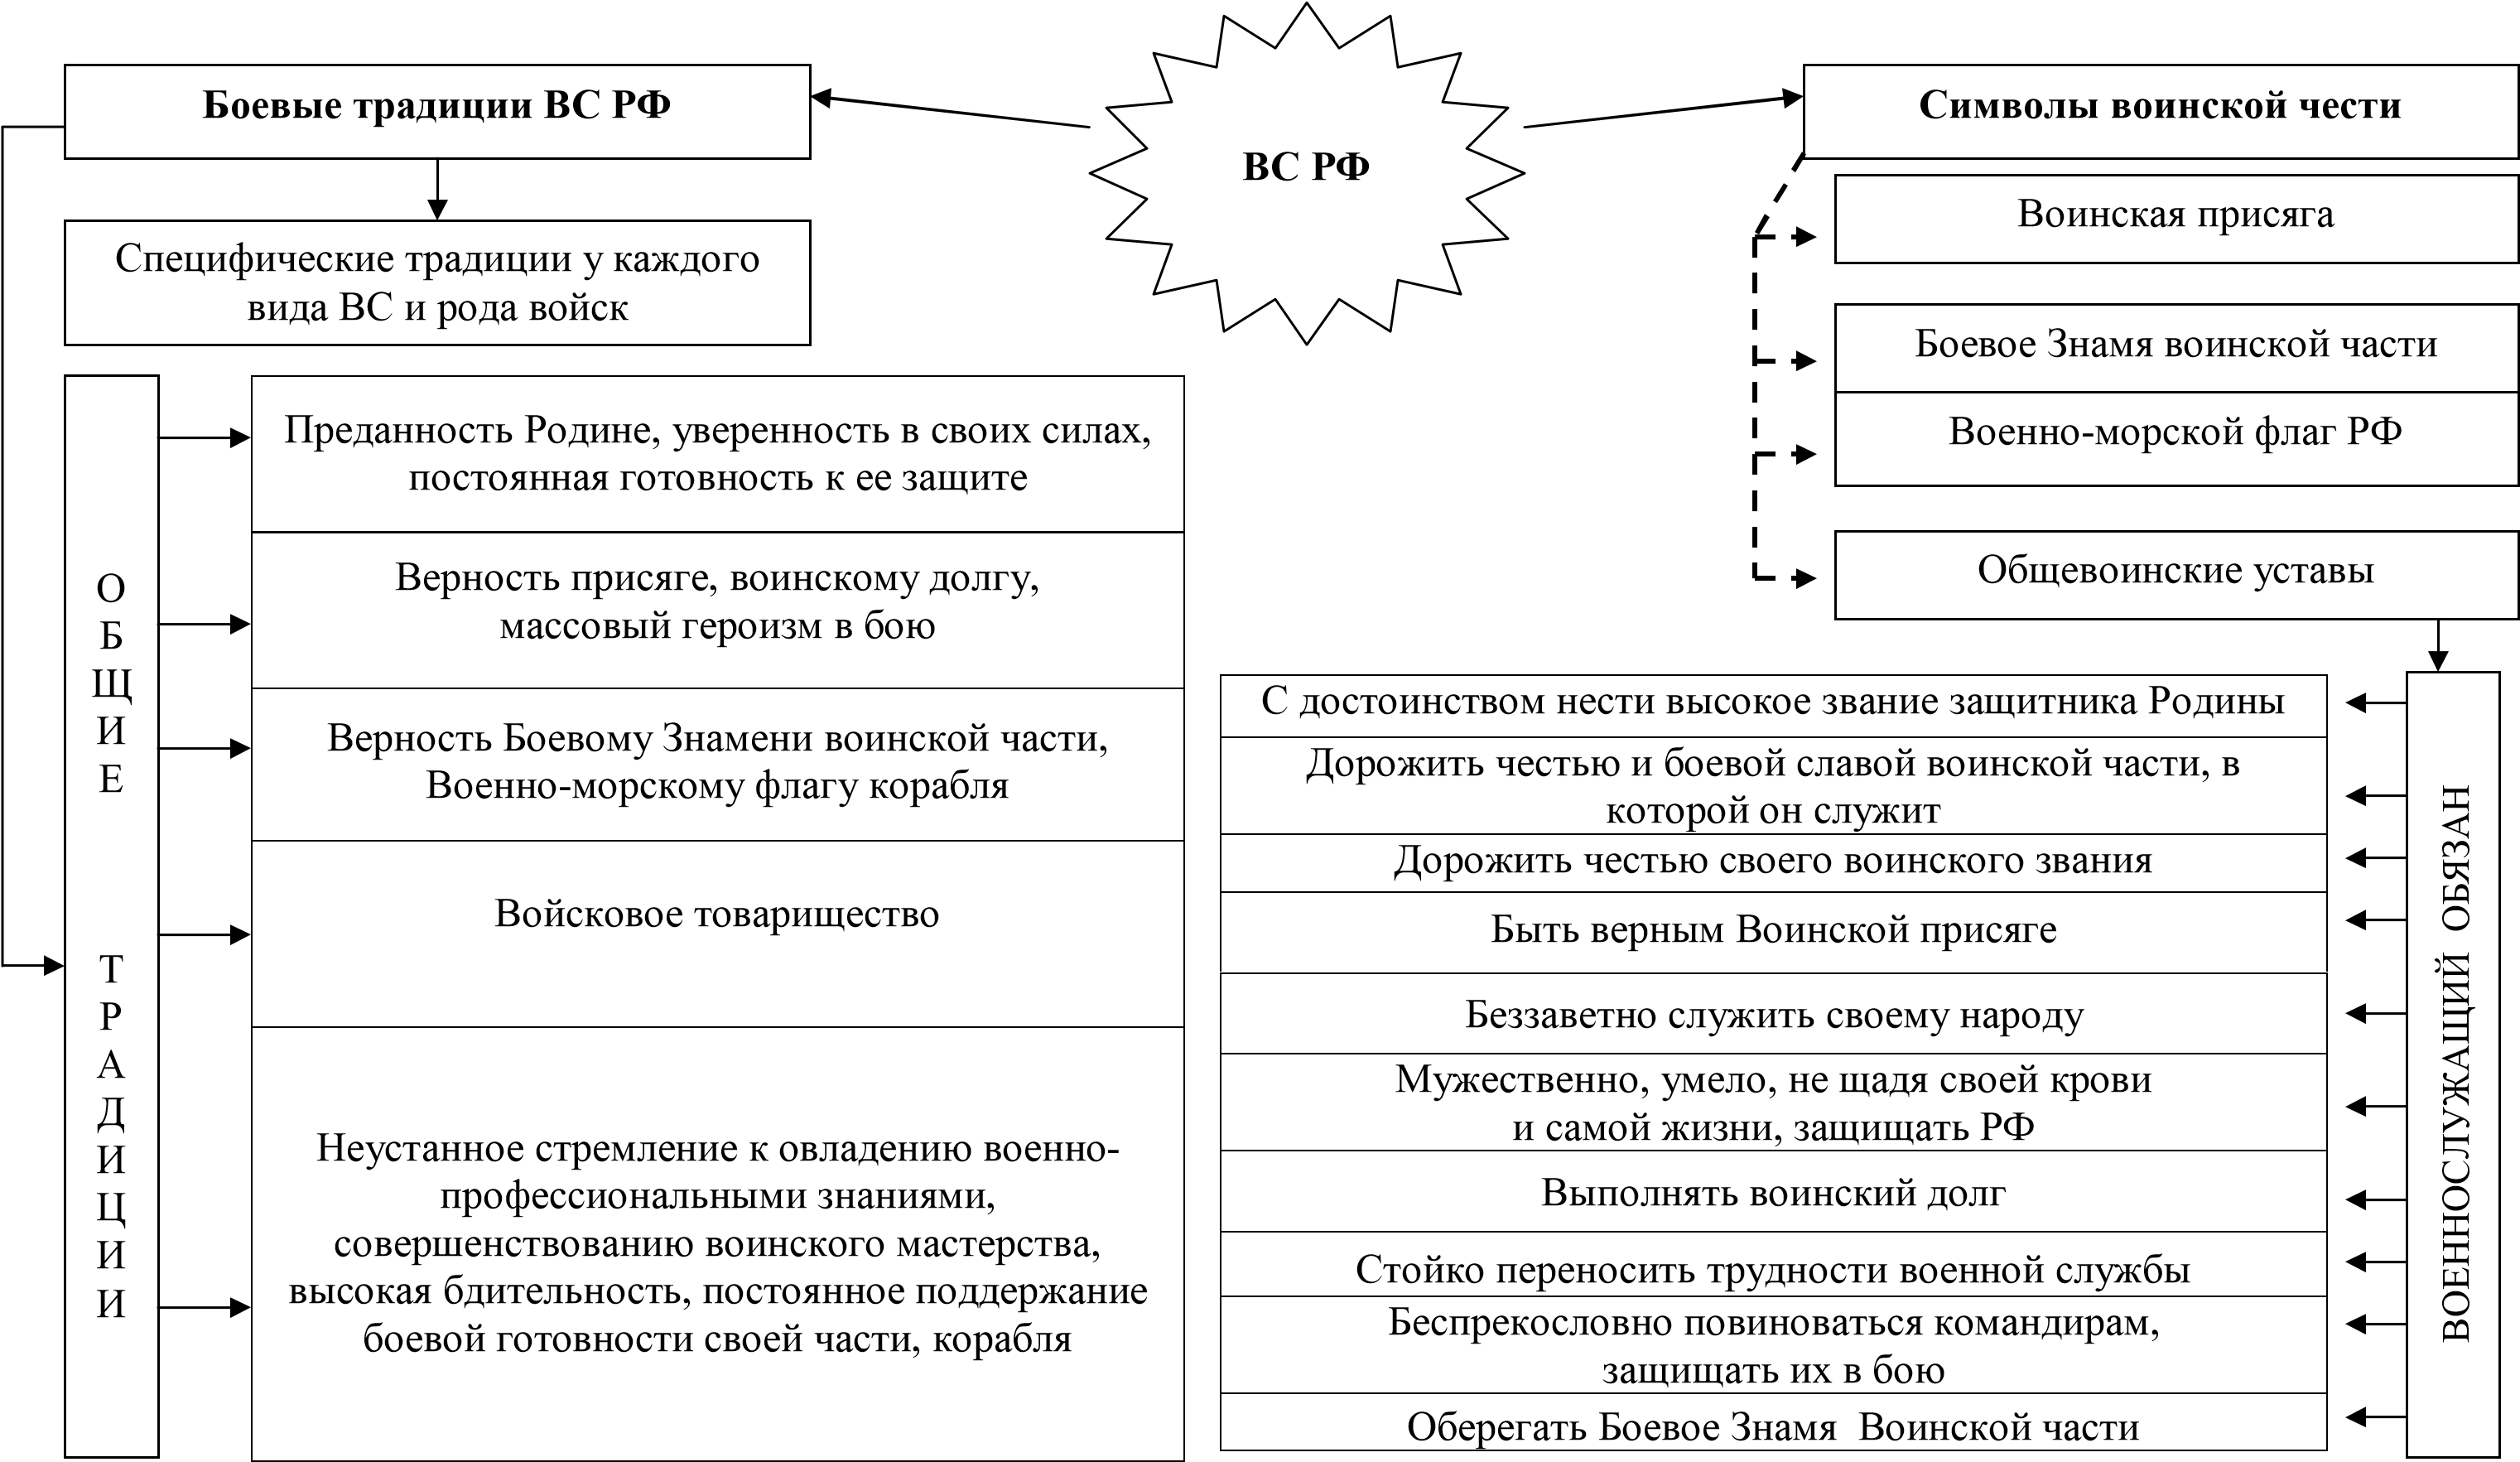 Боевые традиции ВС РФ
ВС РФ
Символы воинской чести
Специфические традиции у каждого
вида ВС и рода войск
Воинская присяга
Боевое Знамя воинской части
Военно-морской флаг РФ
Общевоинские уставы
ОБЩИЕ ТРАДИЦИИ
Преданность Родине, уверенность в своих силах,
постоянная готовность к ее защите
Верность присяге, воинскому долгу,
массовый героизм в бою
Верность Боевому Знамени воинской части,
Военно-морскому флагу корабля
Войсковое товарищество
Неустанное стремление к овладению военно-
профессиональными знаниями,
совершенствованию воинского мастерства,
высокая бдительность, постоянное поддержание
боевой готовности своей части, корабля
ВОЕННОСЛУЖАЩИЙ ОБЯЗАН
С достоинством нести высокое звание защитника Родины
Дорожить честью и боевой славой воинской части, в
которой он служит
Дорожить честью своего воинского звания
Быть верным Воинской присяге
Беззаветно служить своему народу
Мужественно, умело, не щадя своей крови
и самой жизни, защищать РФ
Выполнять воинский долг
Стойко переносить трудности военной службы
Беспрекословно повиноваться командирам,
защищать их в бою
Оберегать Боевое Знамя Воинской части